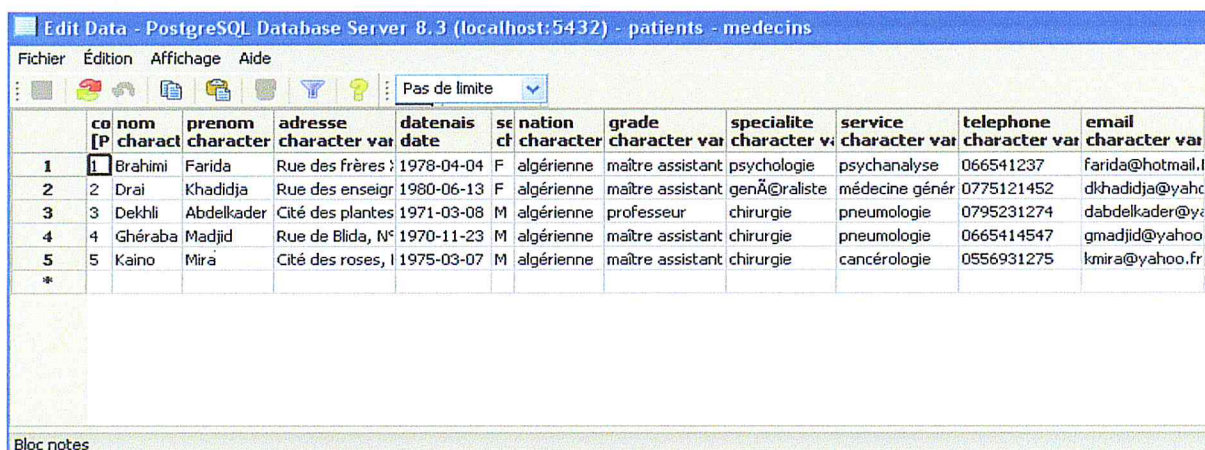 Edit Data - PostgreSQL Database Server 8.3 (localhost:5432) - patients - medecins
Fichier Édition Affichage Aide
Pas de limite
co nom prenom adresse datenais se nation grade specialite service telephone email
[P charact character character var date ch character character var character va character var character var character var
1 1 Brahimi Farida Rue des frères 1978-04-04 F algérienne maître assistant psychologie psychanalyse 066541237 farida@hotmail.
2 2 Drai Khadidja Rue des enseigr 1980-06-13 F algérienne maître assistant genÃ©raliste médecine génér 0775121452 dkhadidja@yaho
3 3 Dekhli Abdelkader Cité des plantes 1971-03-08 M algérienne professeur chirurgie pneumologie 0795231274 dabdelkader@ya
4 4 Ghéraba Madjid Rue de Blida, N° 1970-11-23 M algérienne maître assistant chirurgie pneumologie 0665414547 gmadjid@yahoo
5 5 Kaino Mira Cité des roses, 1975-03-07 M algérienne maître assistant chirurgie cancérologie 0556931275 kmira@yahoo.fr
*
Bloc notes